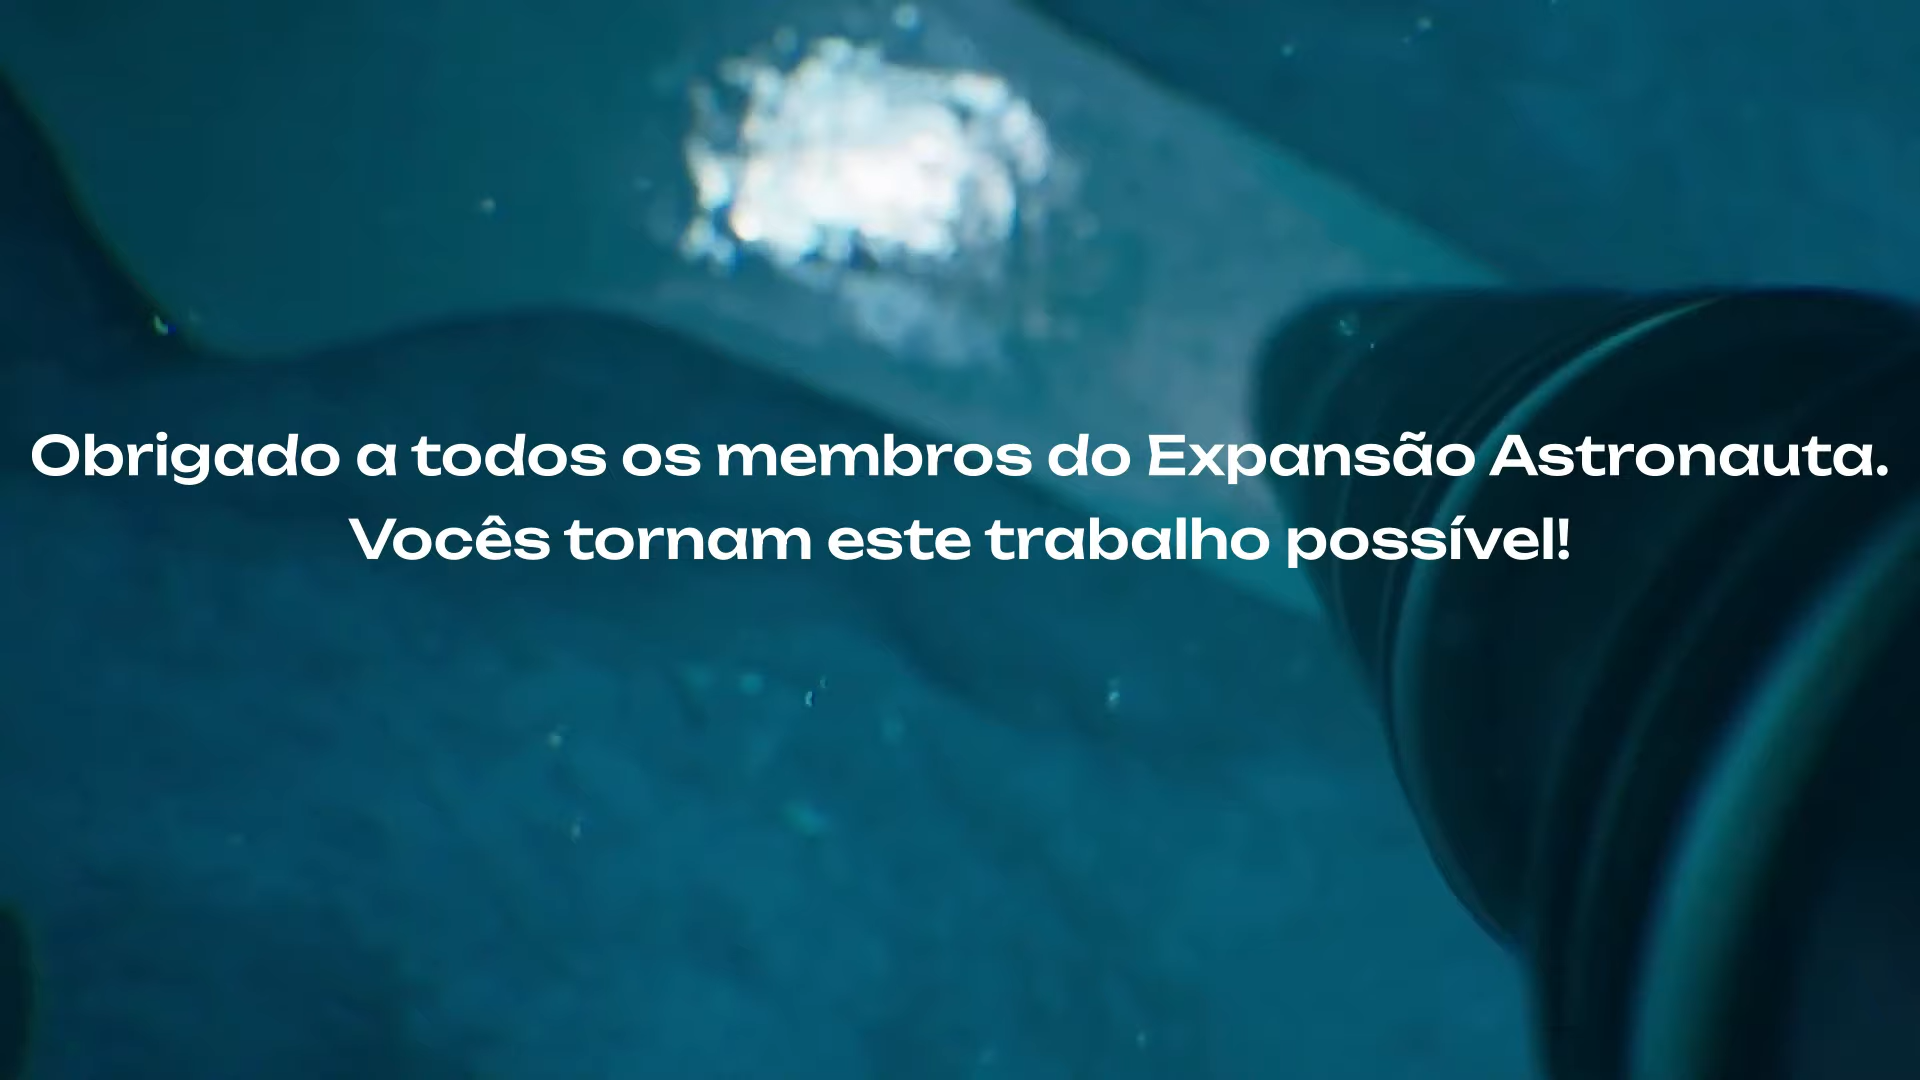 Obrigado a todos os membros do Expansão Astronauta.
Vocês tornam este trabalho possível!